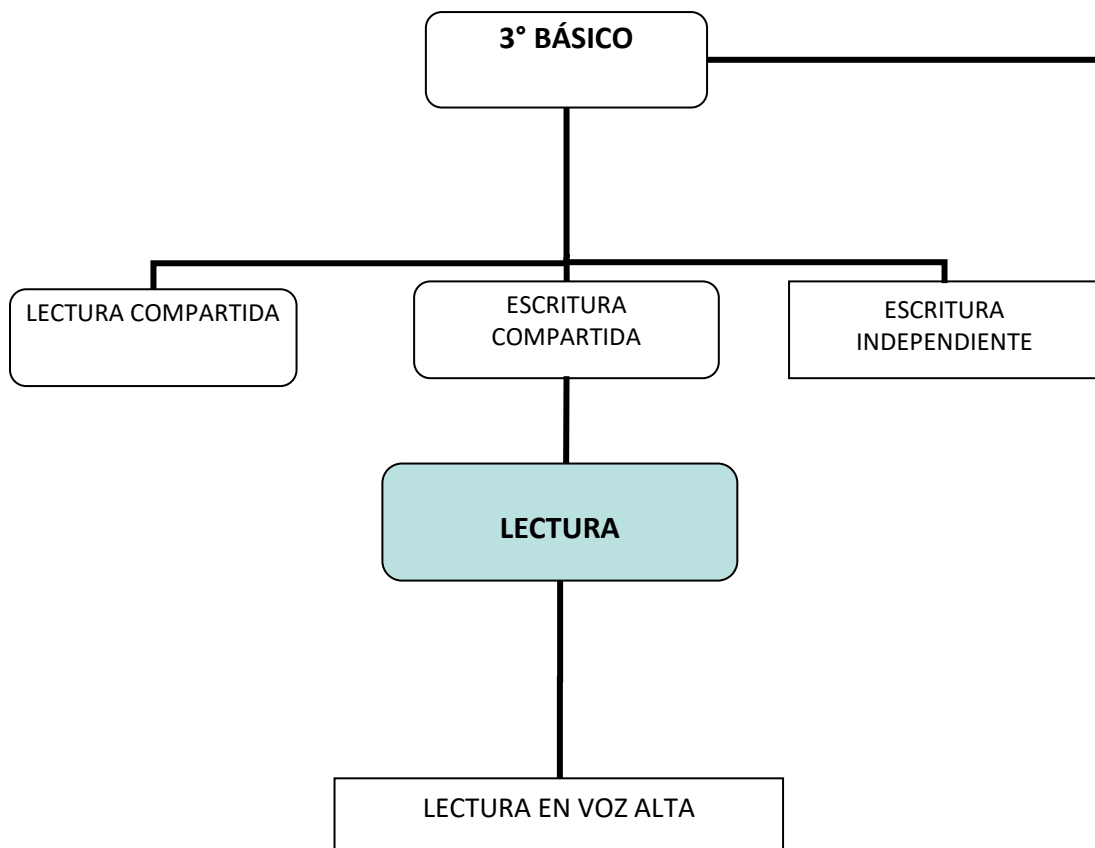 3° BÁSICO
LECTURA COMPARTIDA
ESCRITURA
COMPARTIDA
ESCRITURA
INDEPENDIENTE
LECTURA
LECTURA EN VOZ ALTA